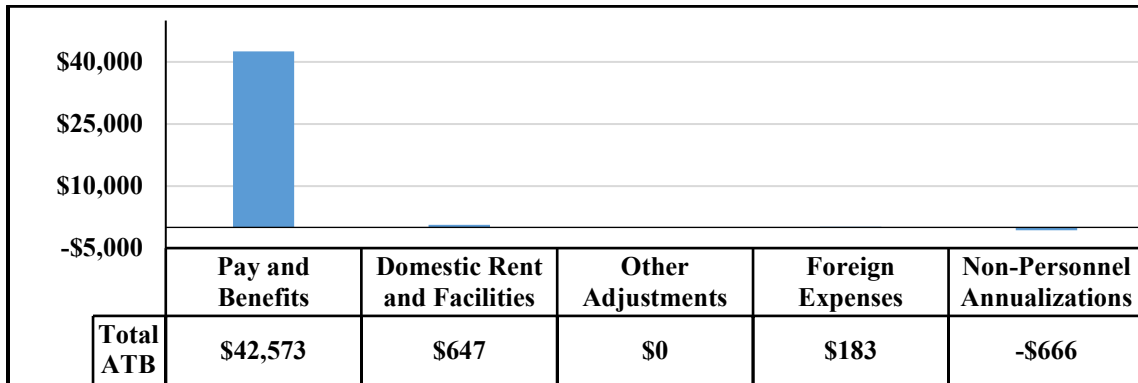 $40,000
$25,000
$10,000
-$5,000
Pay and
Benefits
Domestic Rent
and Facilities
Other
Adjustments
Foreign
Expenses
Non-Personnel
Annualizations
Total
ATB
$42,573
$647
$0
$183
-$666